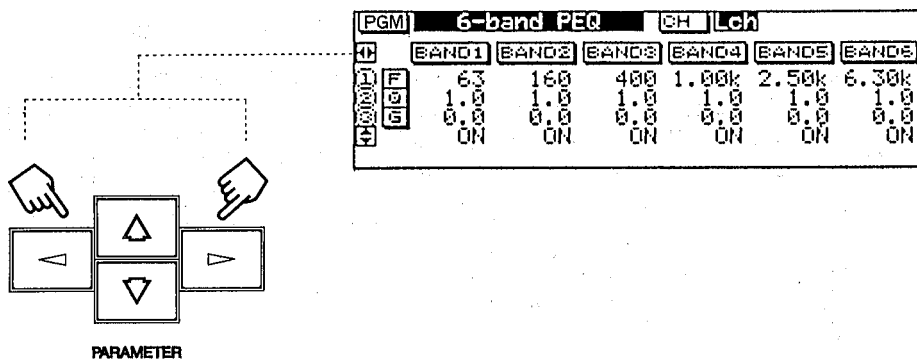 PGM 6-band PEQ CH Lch
BAND1 BAND2 BAND3 BAND4 BAND5 BAND6
1 F 63 160 400 1.00k 2.50k 6.30k
2 Q 1.0 1.0 1.0 1.0 1.0 1.0
3 G 0.0 0.0 0.0 0.0 0.0 0.0
ON ON ON ON ON ON
PARAMETER